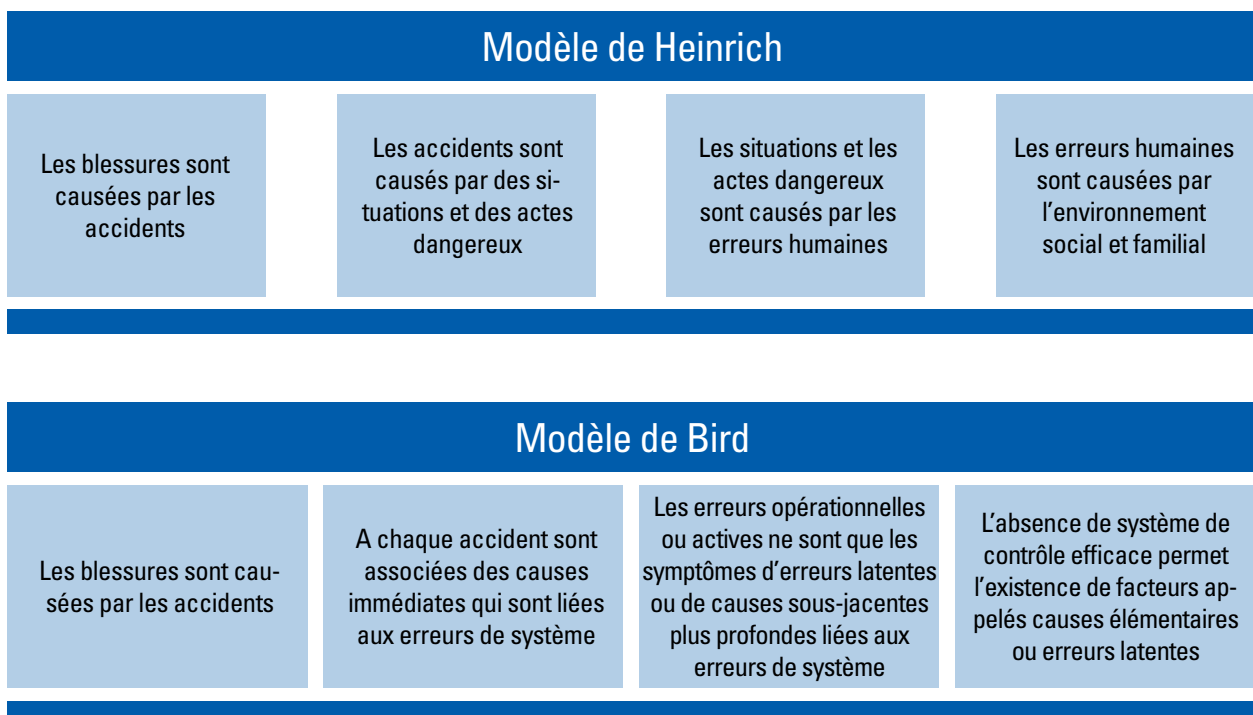 Modèle de Heinrich
Les blessures sont
causées par les
accidents
Les accidents sont
causés par des si-
tuations et des actes
dangereux
Les situations et les
actes dangereux
sont causés par les
erreurs humaines
Les erreurs humaines
sont causées par
l'environnement
social et familial
Modèle de Bird
Les blessures sont cau-
sées par les accidents
A chaque accident sont
associées des causes
immédiates qui sont liées
aux erreurs de système
Les erreurs opérationnelles
ou actives ne sont que les
symptômes d'erreurs latentes
ou de causes sous-jacentes
plus profondes liées aux
erreurs de système
L'absence de système de
contrôle efficace permet
l'existence de facteurs ap-
pelés causes élémentaires
ou erreurs latentes